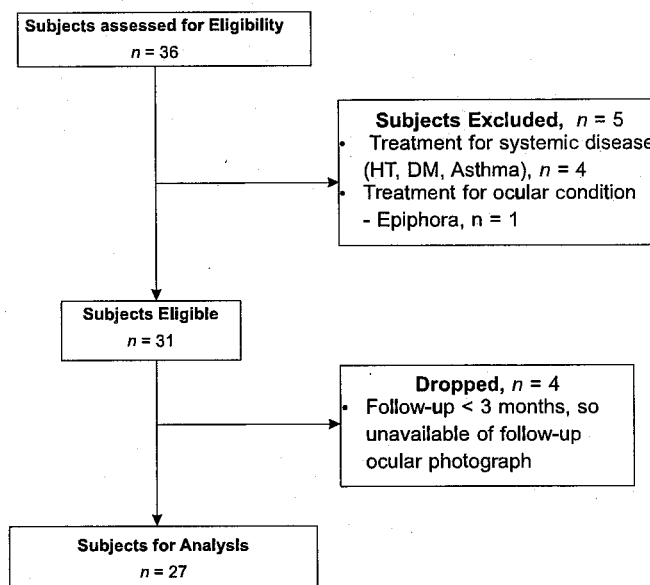 Subjects assessed for Eligibility
n = 36
Subjects Excluded, n = 5
• Treatment for systemic disease
(HT, DM, Asthma), n = 4
• Treatment for ocular condition
- Epiphora, n = 1
Subjects Eligible
n = 31
Dropped, n = 4
• Follow-up < 3 months, so
unavailable of follow-up
ocular photograph
Subjects for Analysis
n = 27